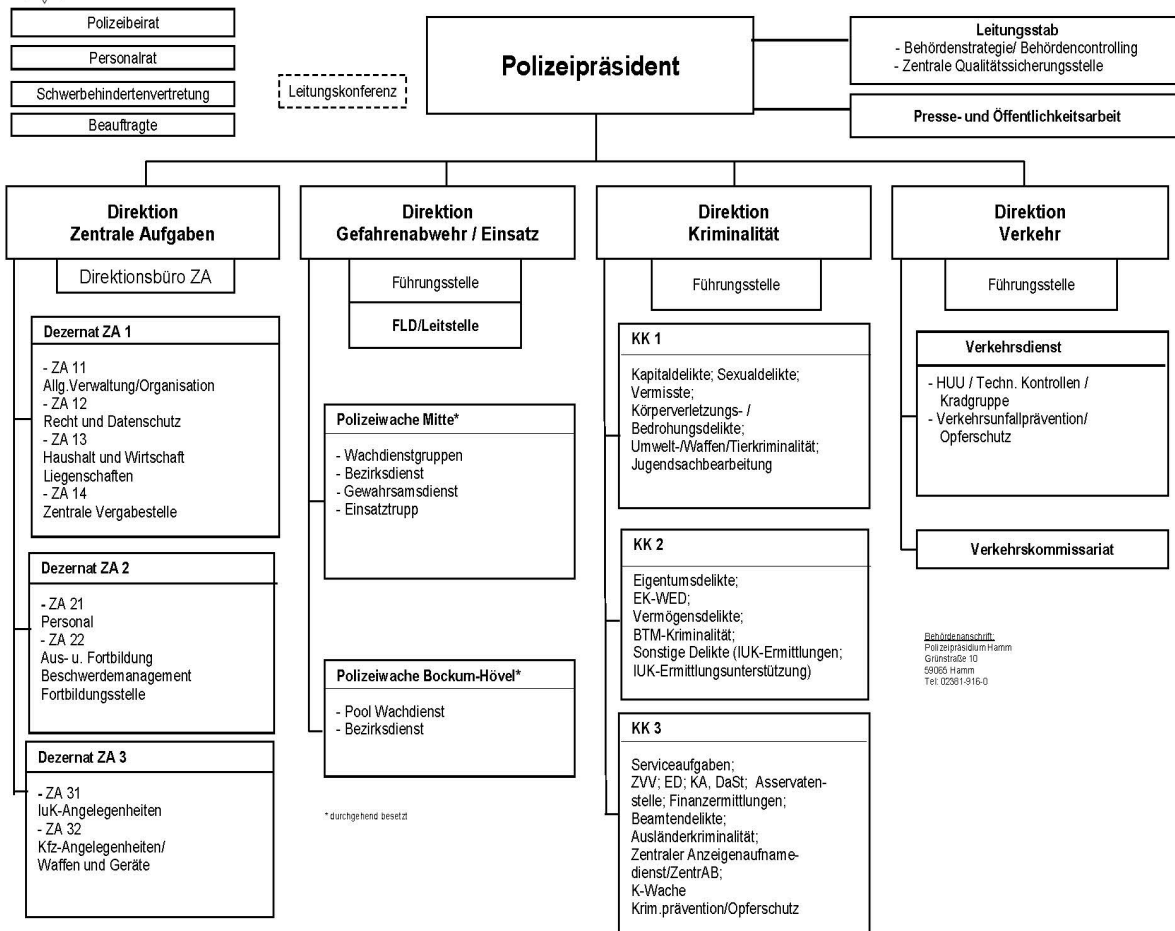 Polizeibeirat
Personalrat
Schwerbehindertenvertretung
Beauftragte
Leitungskonferenz
Polizeipräsident
Leitungsstab
- Behördenstrategie/ Behördencontrolling
- Zentrale Qualitätssicherungsstelle
Presse- und Öffentlichkeitsarbeit
Direktion
Zentrale Aufgaben
Direktionsbüro ZA
Dezernat ZA 1
- ZA 11
Allg.Verwaltung/Organisation
- ZA 12
Recht und Datenschutz
- ZA 13
Haushalt und Wirtschaft
Liegenschaften
- ZA 14
Zentrale Vergabestelle
Dezernat ZA 2
- ZA 21
Personal
- ZA 22
Aus- u. Fortbildung
Beschwerdemanagement
Fortbildungsstelle
Dezernat ZA 3
- ZA 31
IuK-Angelegenheiten
- ZA 32
Kfz-Angelegenheiten/
Waffen und Geräte
Direktion
Gefahrenabwehr / Einsatz
Führungsstelle
FLD/Leitstelle
Polizeiwache Mitte*
- Wachdienstgruppen
- Bezirksdienst
- Gewahrsamsdienst
- Einsatztrupp
Polizeiwache Bockum-Hövel*
- Pool Wachdienst
- Bezirksdienst
* durchgehend besetzt
Direktion
Kriminalität
Führungsstelle
KK 1
Kapitaldelikte; Sexualdelikte;
Vermisste;
Körperverletzungs- /
Bedrohungsdelikte;
Umwelt-/Waffen/Tierkriminalität;
Jugendsachbearbeitung
KK 2
Eigentumsdelikte;
EK-WED;
Vermögensdelikte;
BTM-Kriminalität;
Sonstige Delikte (IUK-Ermittlungen;
IUK-Ermittlungsunterstützung)
KK 3
Serviceaufgaben;
ZVV; ED; KA, DaSt; Asservaten-
stelle; Finanzermittlungen;
Beamtendelikte;
Ausländerkriminalität;
Zentraler Anzeigenaufname-
dienst/ZentrAB;
K-Wache
Krim.prävention/Opferschutz
Direktion
Verkehr
Führungsstelle
Verkehrsdienst
- HUU / Techn. Kontrollen /
Kradgruppe
- Verkehrsunfallprävention/
Opferschutz
Verkehrskommissariat
Behördenanschrift:
Polizeipräsidium Hamm
Grünstraße 10
59065 Hamm
Tel: 02381-916-0